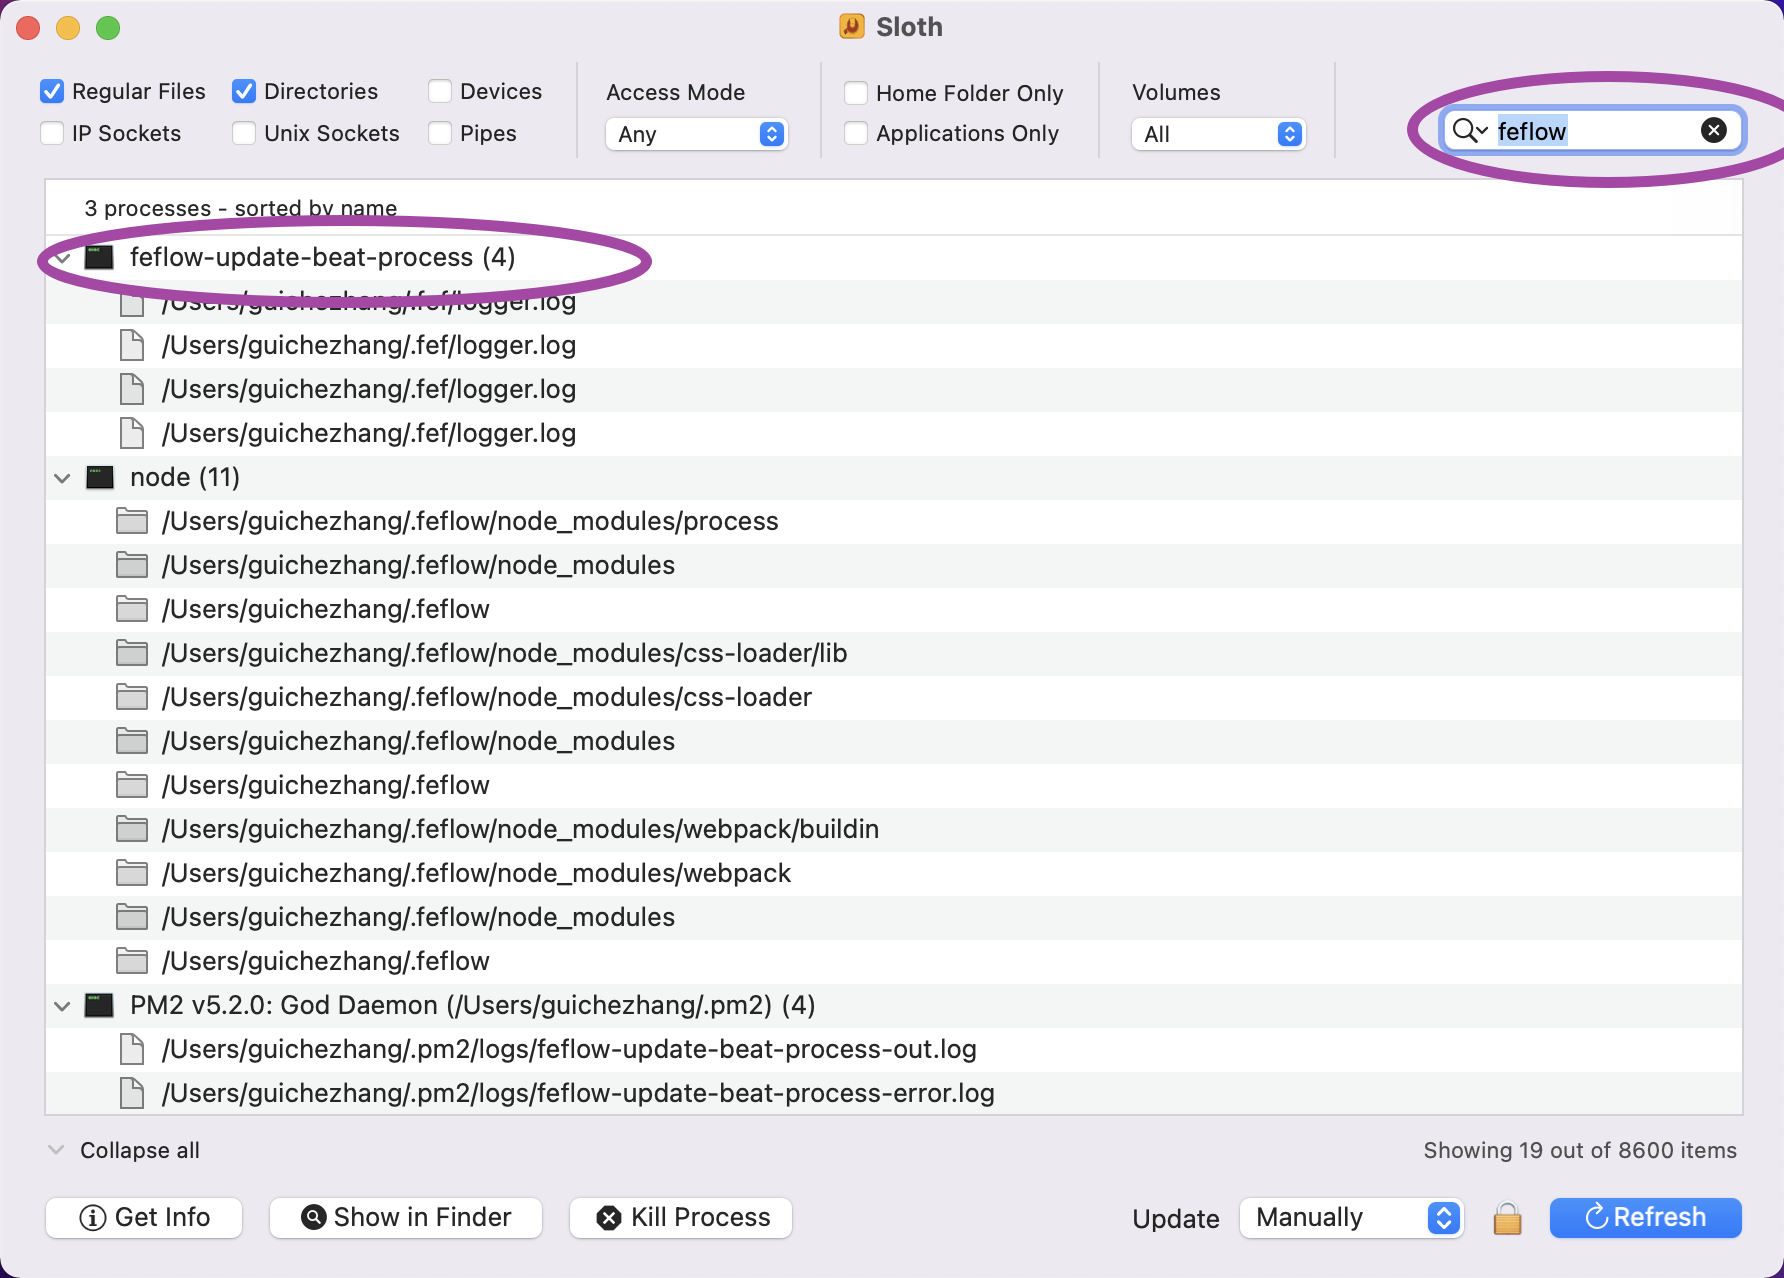 Sloth
Regular Files Directories Devices
IP Sockets Unix Sockets Pipes
Access Mode
Any
Home Folder Only
Applications Only
Volumes
All
feflow
3 processes - sorted by name
feflow-update-beat-process (4)
/Users/guichezhang/.fef/logger.log
/Users/guichezhang/.fef/logger.log
/Users/guichezhang/.fef/logger.log
/Users/guichezhang/.fef/logger.log
node (11)
/Users/guichezhang/.feflow/node_modules/process
/Users/guichezhang/.feflow/node_modules
/Users/guichezhang/.feflow
/Users/guichezhang/.feflow/node_modules/css-loader/lib
/Users/guichezhang/.feflow/node_modules/css-loader
/Users/guichezhang/.feflow/node_modules
/Users/guichezhang/.feflow
/Users/guichezhang/.feflow/node_modules/webpack/buildin
/Users/guichezhang/.feflow/node_modules/webpack
/Users/guichezhang/.feflow/node_modules
/Users/guichezhang/.feflow
PM2 v5.2.0: God Daemon (/Users/guichezhang/.pm2) (4)
/Users/guichezhang/.pm2/logs/feflow-update-beat-process-out.log
/Users/guichezhang/.pm2/logs/feflow-update-beat-process-error.log
Collapse all
Showing 19 out of 8600 items
Get Info
Show in Finder
Kill Process
Update
Manually
Refresh